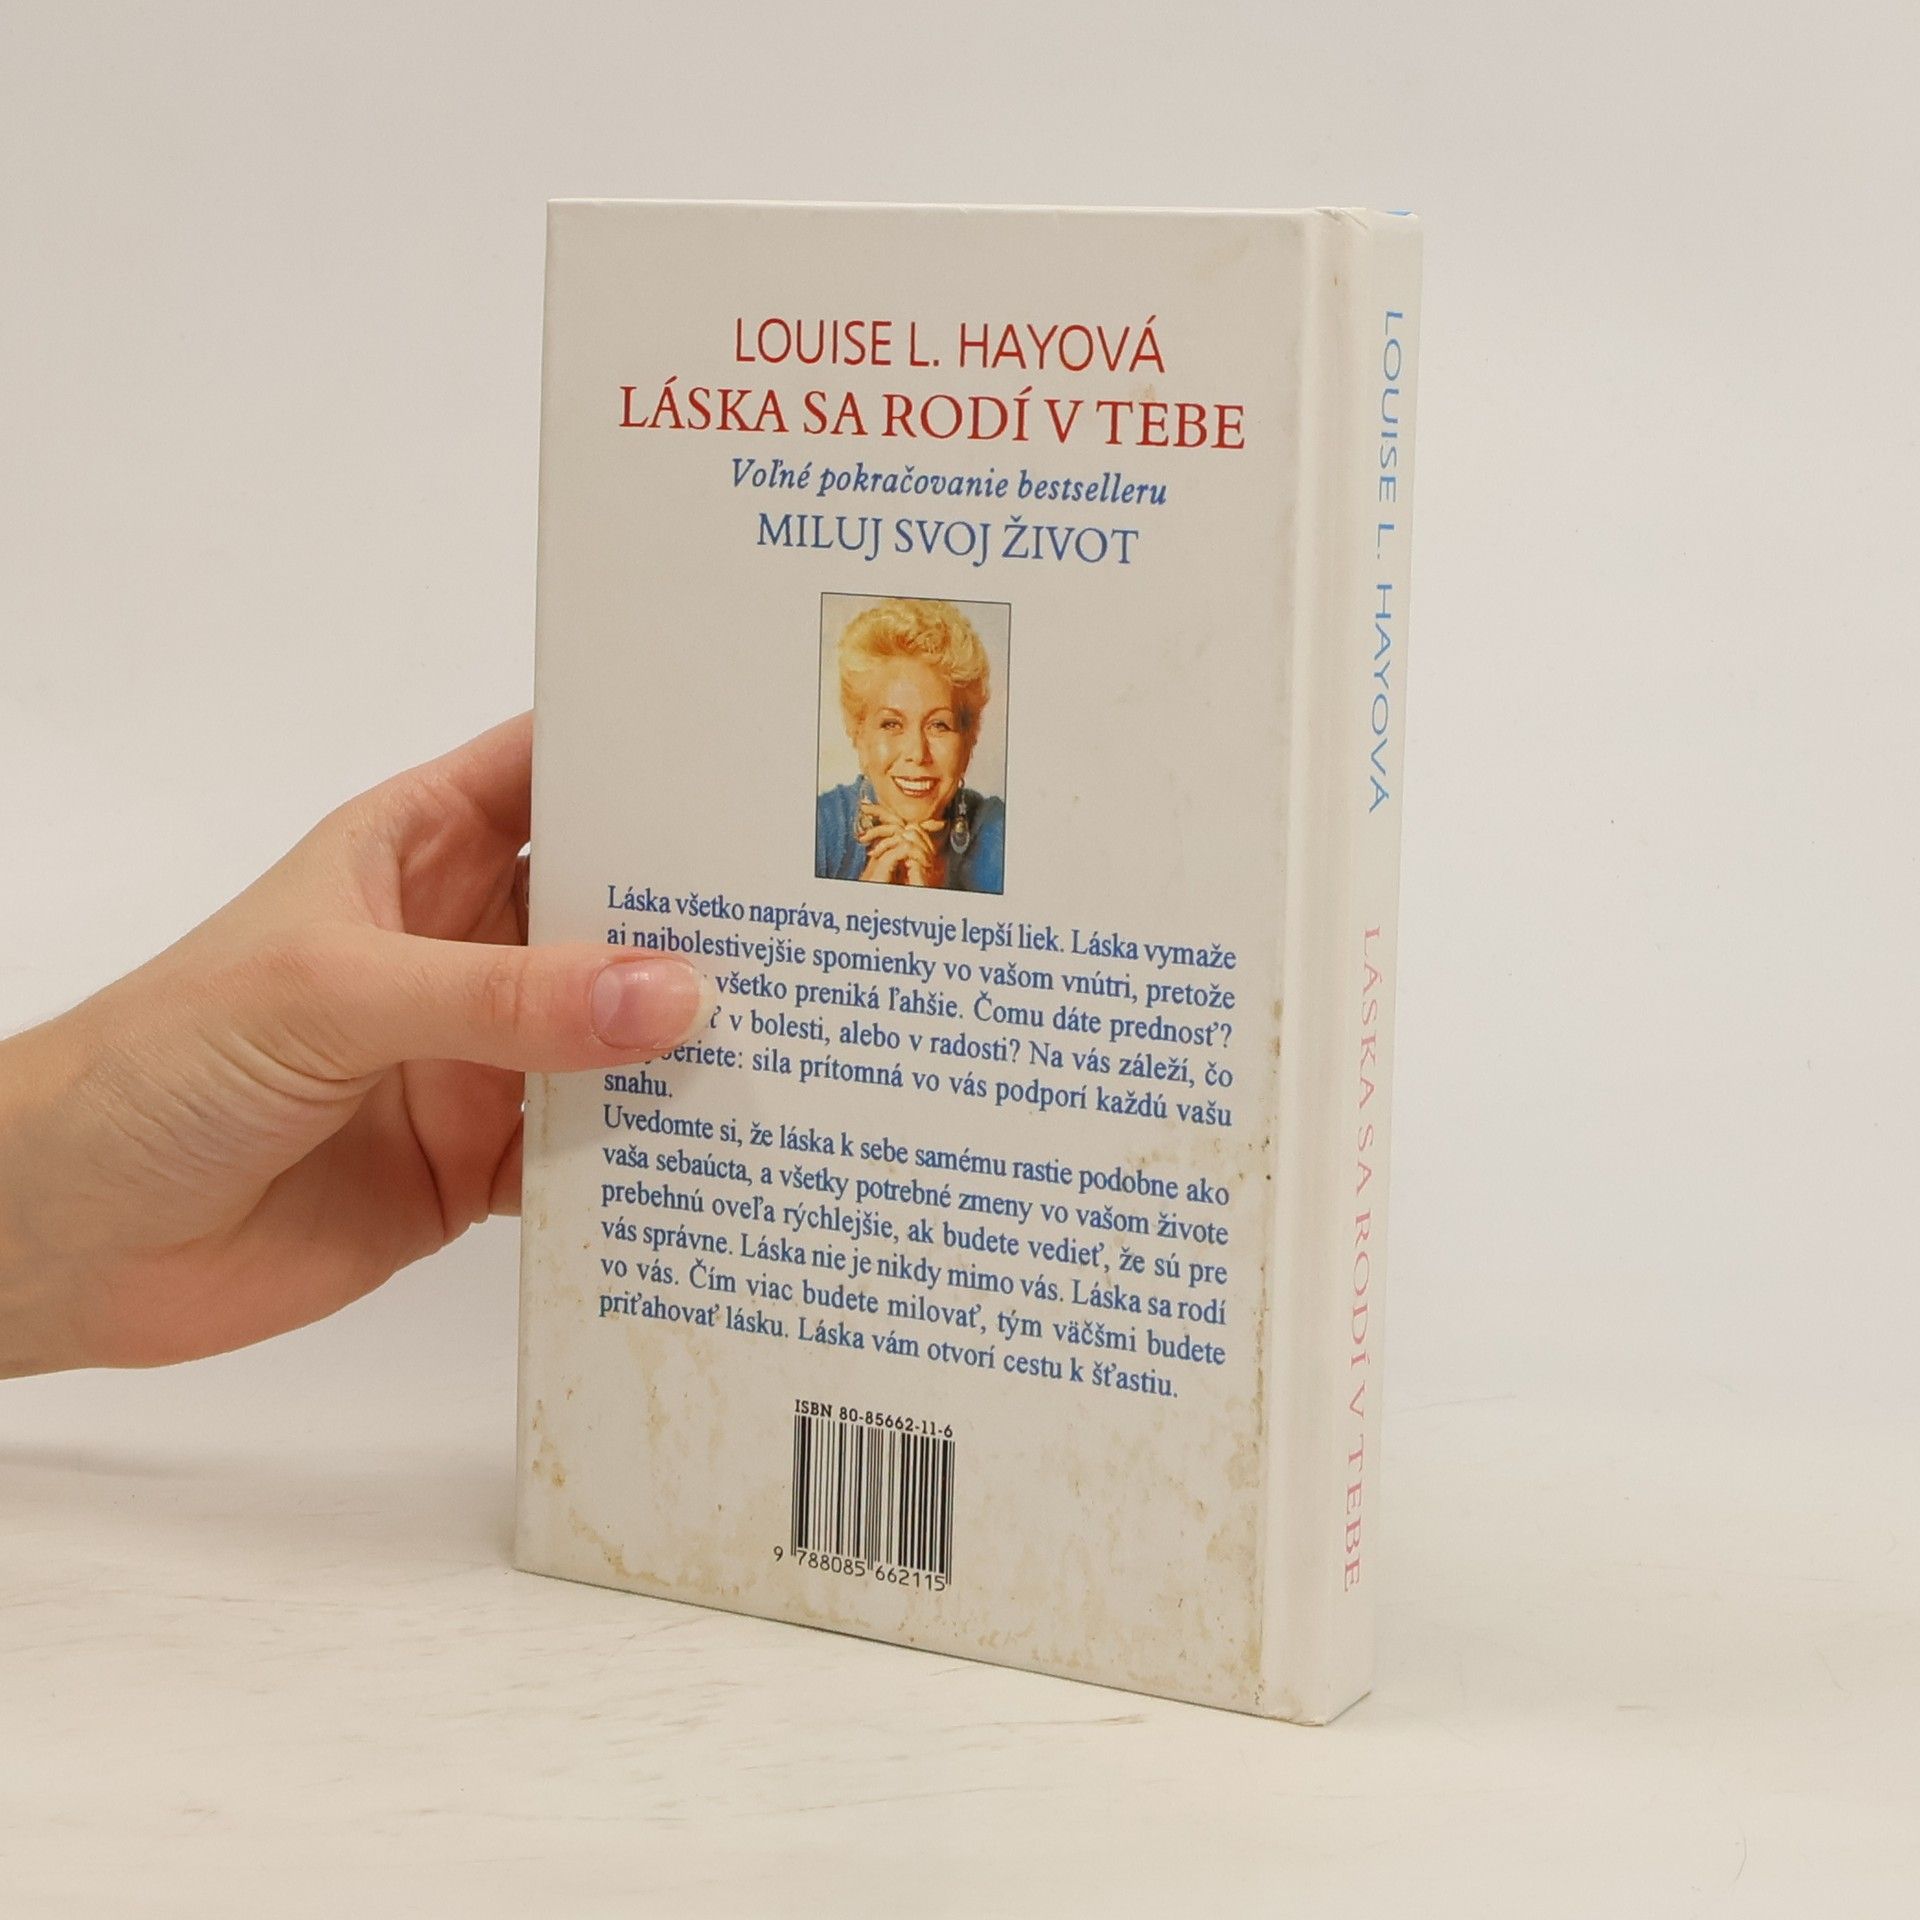 LOUISE L. HAYOVÁ
LÁSKA SA RODÍ V TEBE
Voľné pokračovanie bestselleru
MILUJ SVOJ ŽIVOT
Láska všetko napráva, nejestvuje lepší liek. Láska vymaže
aj najbolestivejšie spomienky vo vašom vnútri, pretože
všetko preniká ľahšie. Čomu dáte prednosť?
v bolesti, alebo v radosti? Na vás záleží, čo
sila prítomná vo vás podporí každú vašu
snahu.
Uvedomte si, že láska k sebe samému rastie podobne ako
vaša sebaúcta, a všetky potrebné zmeny vo vašom živote
prebehnú oveľa rýchlejšie, ak budete vedieť, že sú pre
vás správne. Láska nie je nikdy mimo vás. Láska sa rodí
vo vás. Čím viac budete milovať, tým väčšmi budete
priťahovať lásku. Láska vám otvorí cestu k šťastiu.
ISBN 80-85662-11-6
9 788085 662115
LOUISE L. HAYOVÁ LÁSKA SA RODÍ V TEBE